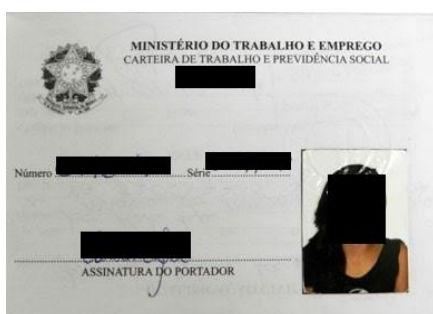 MINISTÉRIO DO TRABALHO E EMPREGO
CARTEIRA DE TRABALHO E PREVIDÊNCIA SOCIAL
Número Série
ASSINATURA DO PORTADOR